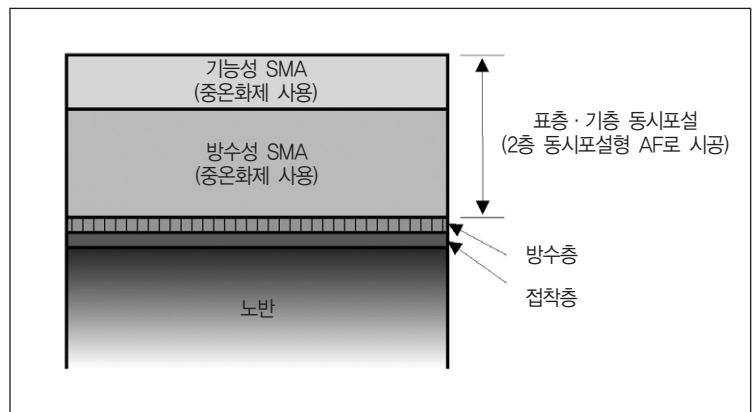 기능성 SMA
(중온화제 사용)
표층 · 기층 동시포설
(2층 동시포설형 AF로 시공)
방수성 SMA
(중온화제 사용)
방수층
접착층
노반